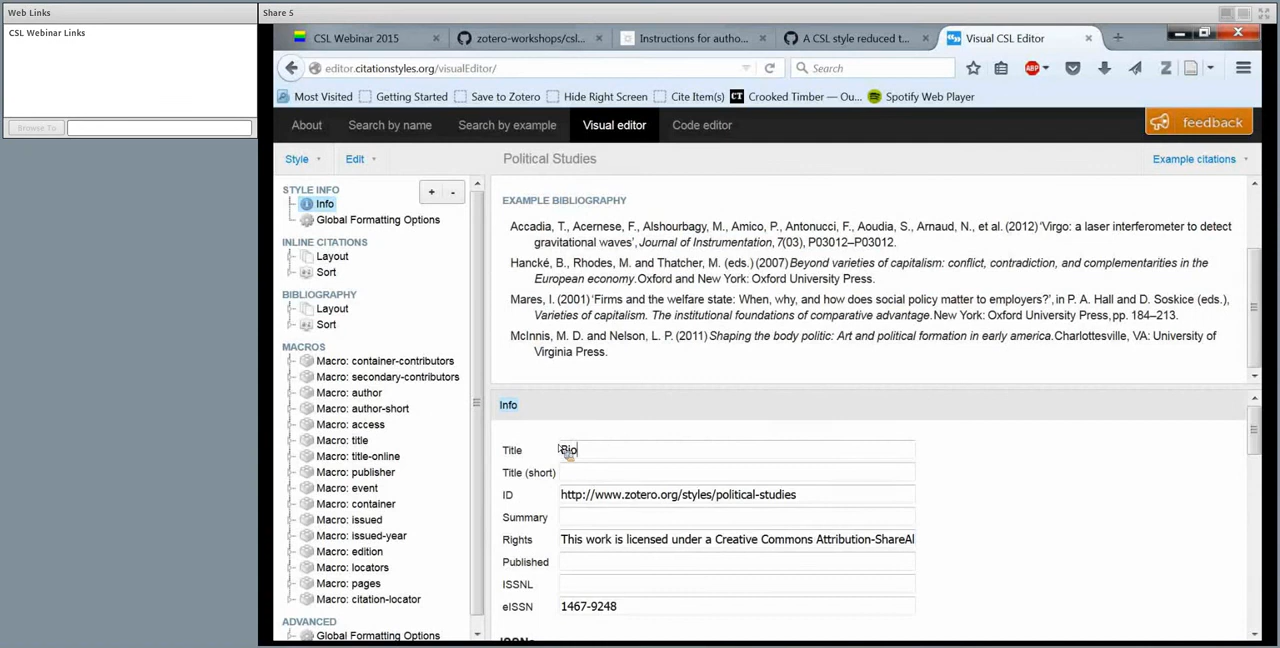 Web Links
CSL Webinar Links
Browse To
Share 5
CSL Webinar 2015
zotero-workshops/csl...
Instructions for autho...
A CSL style reduced t...
Visual CSL Editor
editor.citationstyles.org/visualEditor/
Search
ABP
Z
Most Visited
Getting Started
Save to Zotero
Hide Right Screen
Cite Item(s)
CT Crooked Timber — Ou...
Spotify Web Player
About
Search by name
Search by example
Visual editor
Code editor
feedback
Style
Edit
Political Studies
Example citations
STYLE INFO
Info
Global Formatting Options
INLINE CITATIONS
Layout
Sort
BIBLIOGRAPHY
Layout
Sort
MACROS
Macro: container-contributors
Macro: secondary-contributors
Macro: author
Macro: author-short
Macro: access
Macro: title
Macro: title-online
Macro: publisher
Macro: event
Macro: container
Macro: issued
Macro: issued-year
Macro: edition
Macro: locators
Macro: pages
Macro: citation-locator
ADVANCED
Global Formatting Options
+
-
EXAMPLE BIBLIOGRAPHY
Accadia, T., Acernese, F., Alshourbagy, M., Amico, P., Antonucci, F., Aoudia, S., Arnaud, N., et al. (2012) ‘Virgo: a laser interferometer to detect
gravitational waves’, Journal of Instrumentation, 7(03), P03012–P03012.
Hancké, B., Rhodes, M. and Thatcher, M. (eds.) (2007) Beyond varieties of capitalism: conflict, contradiction, and complementarities in the
European economy.Oxford and New York: Oxford University Press.
Mares, I. (2001) ‘Firms and the welfare state: When, why, and how does social policy matter to employers?’, in P. A. Hall and D. Soskice (eds.),
Varieties of capitalism. The institutional foundations of comparative advantage.New York: Oxford University Press, pp. 184–213.
McInnis, M. D. and Nelson, L. P. (2011) Shaping the body politic: Art and political formation in early america.Charlottesville, VA: University of
Virginia Press.
Info
Title
Bio
Title (short)
ID
http://www.zotero.org/styles/political-studies
Summary
Rights
This work is licensed under a Creative Commons Attribution-ShareAl
Published
ISSNL
eISSN
1467-9248